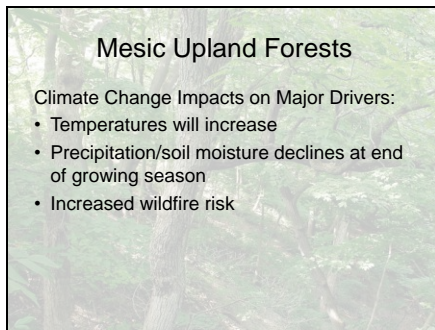 Mesic Upland Forests
Climate Change Impacts on Major Drivers:
• Temperatures will increase
• Precipitation/soil moisture declines at end
of growing season
• Increased wildfire risk